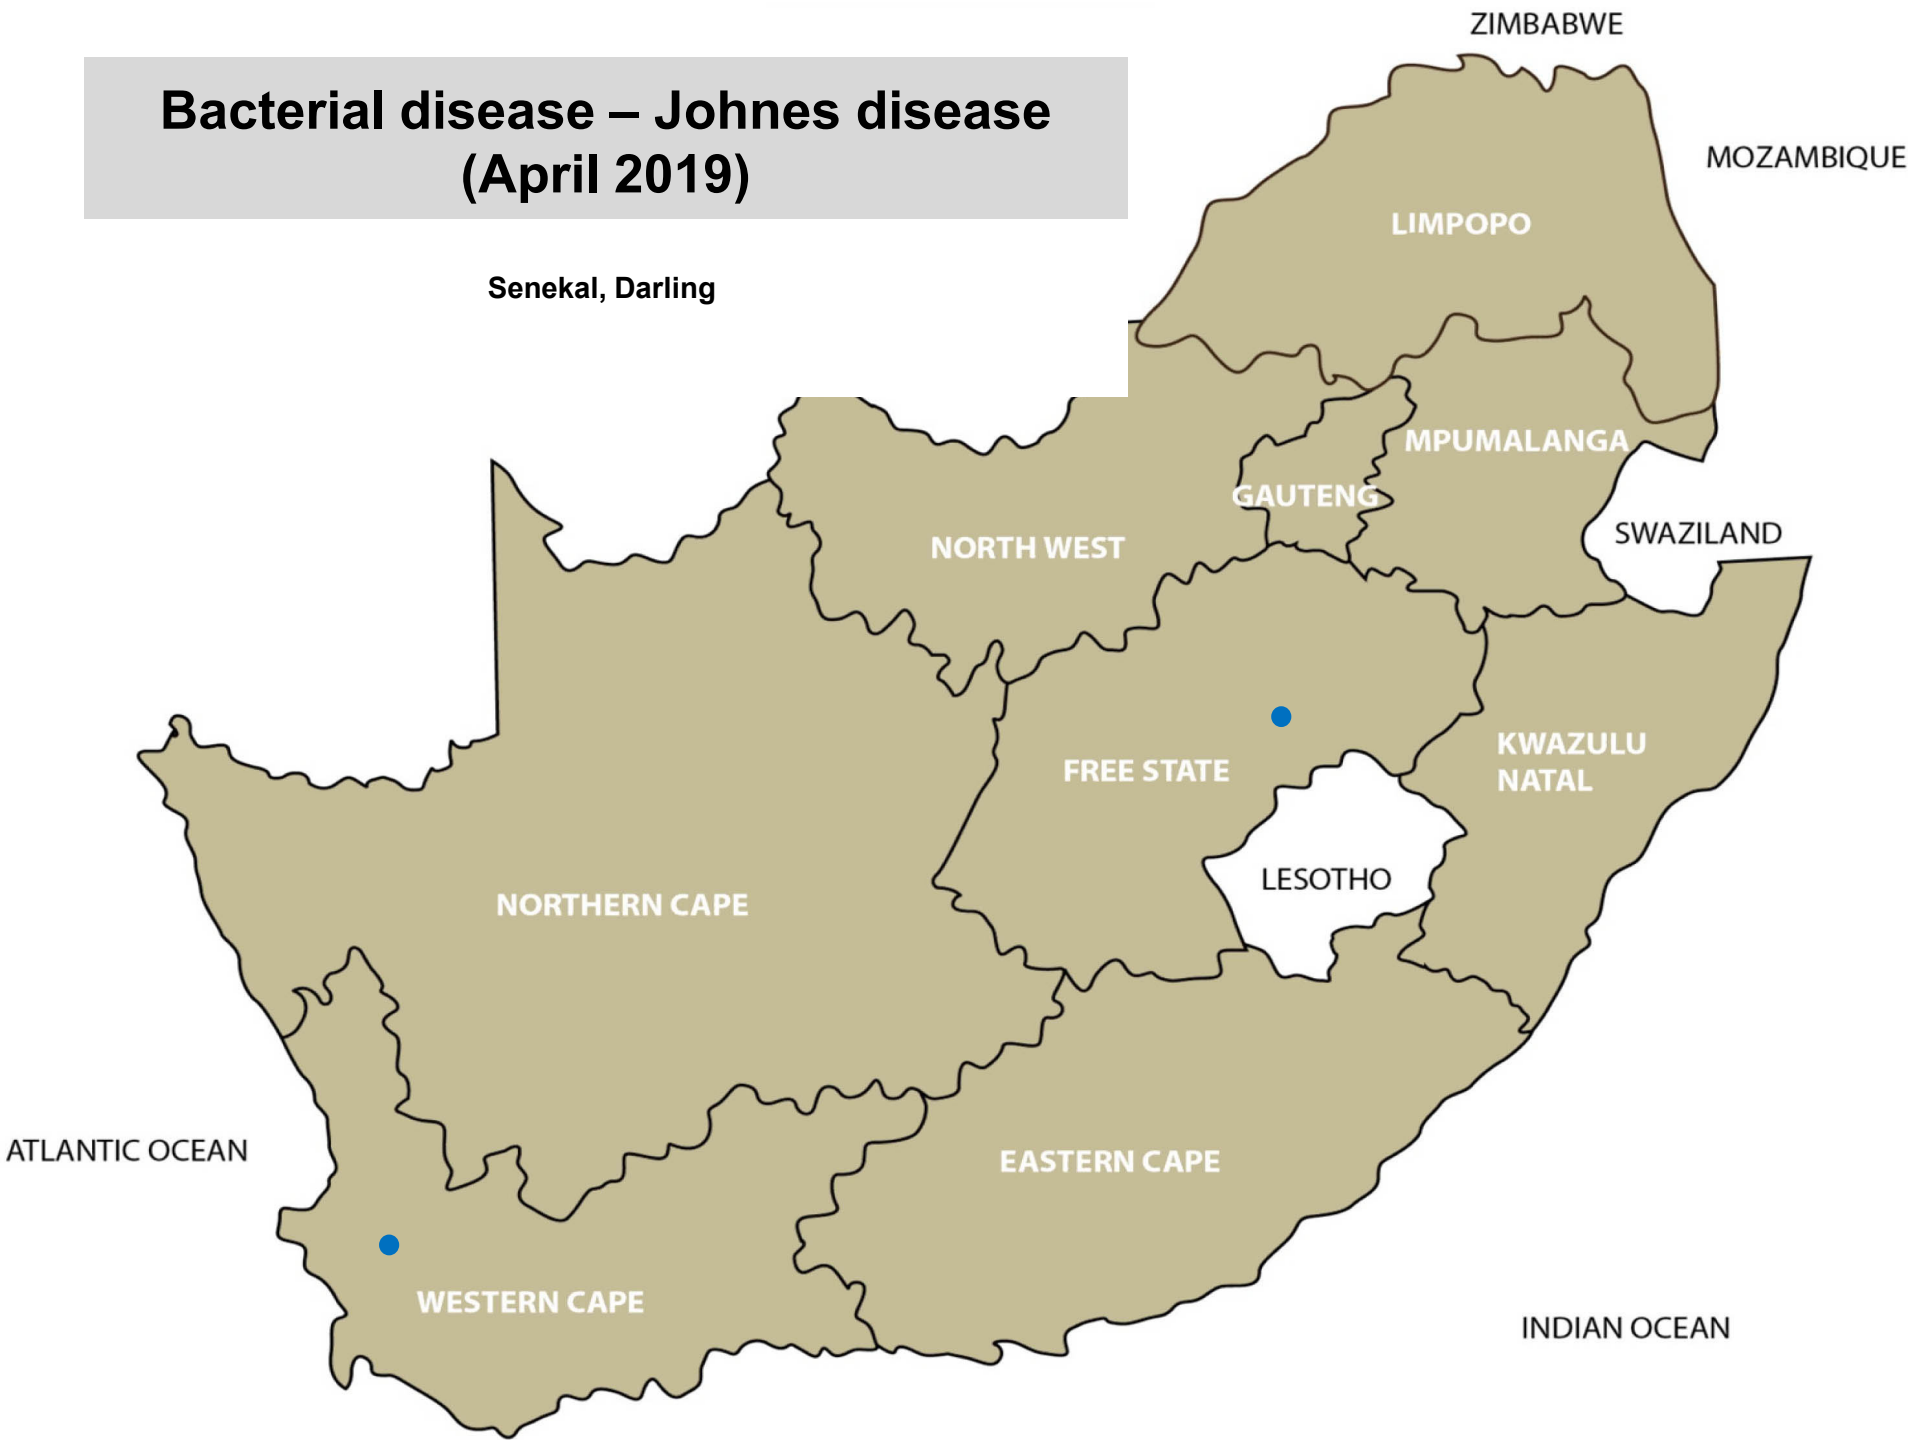 ZIMBABWE
Bacterial disease – Johnes disease
(April 2019)
MOZAMBIQUE
LIMPOPO
Senekal, Darling
MPUMALANGA
GAUTENG
NORTH WEST
SWAZILAND
FREE STATE
KWAZULU
NATAL
LESOTHO
NORTHERN CAPE
ATLANTIC OCEAN
EASTERN CAPE
WESTERN CAPE
INDIAN OCEAN